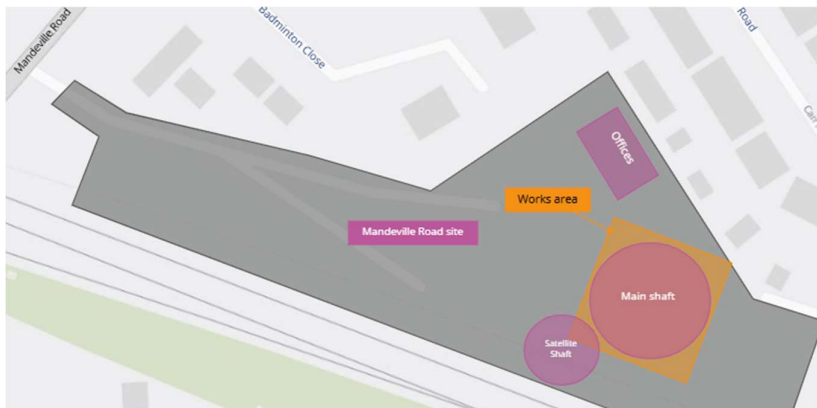 Mandeville Road
Badminton Close
Road
Offices
Works area
Mandeville Road site
Main shaft
Satellite
Shaft